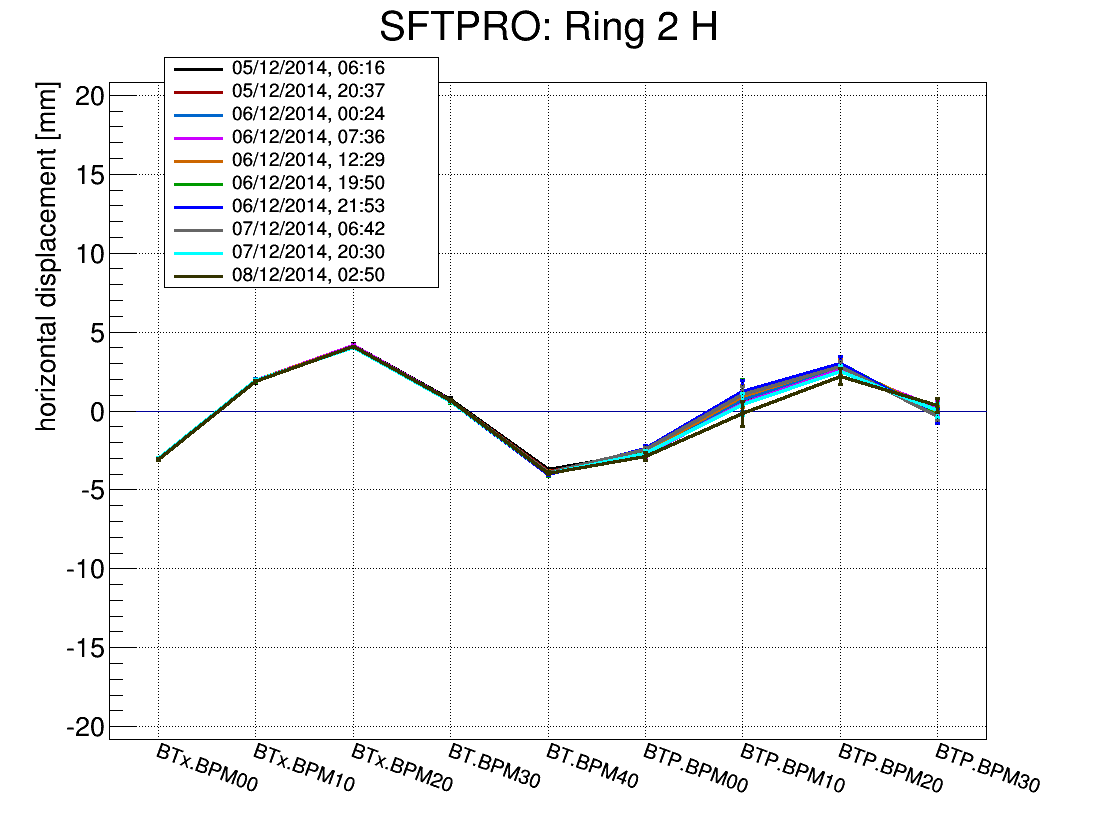 SFTPRO: Ring 2 H
05/12/2014, 06:16
05/12/2014, 20:37
06/12/2014, 00:24
06/12/2014, 07:36
06/12/2014, 12:29
06/12/2014, 19:50
06/12/2014, 21:53
07/12/2014, 06:42
07/12/2014, 20:30
08/12/2014, 02:50
horizontal displacement [mm]
20
15
10
5
0
-5
-10
-15
-20
BTx.BPM00
BTx.BPM10
BTx.BPM20
BT.BPM30
BT.BPM40
BTP.BPM00
BTP.BPM10
BTP.BPM20
BTP.BPM30